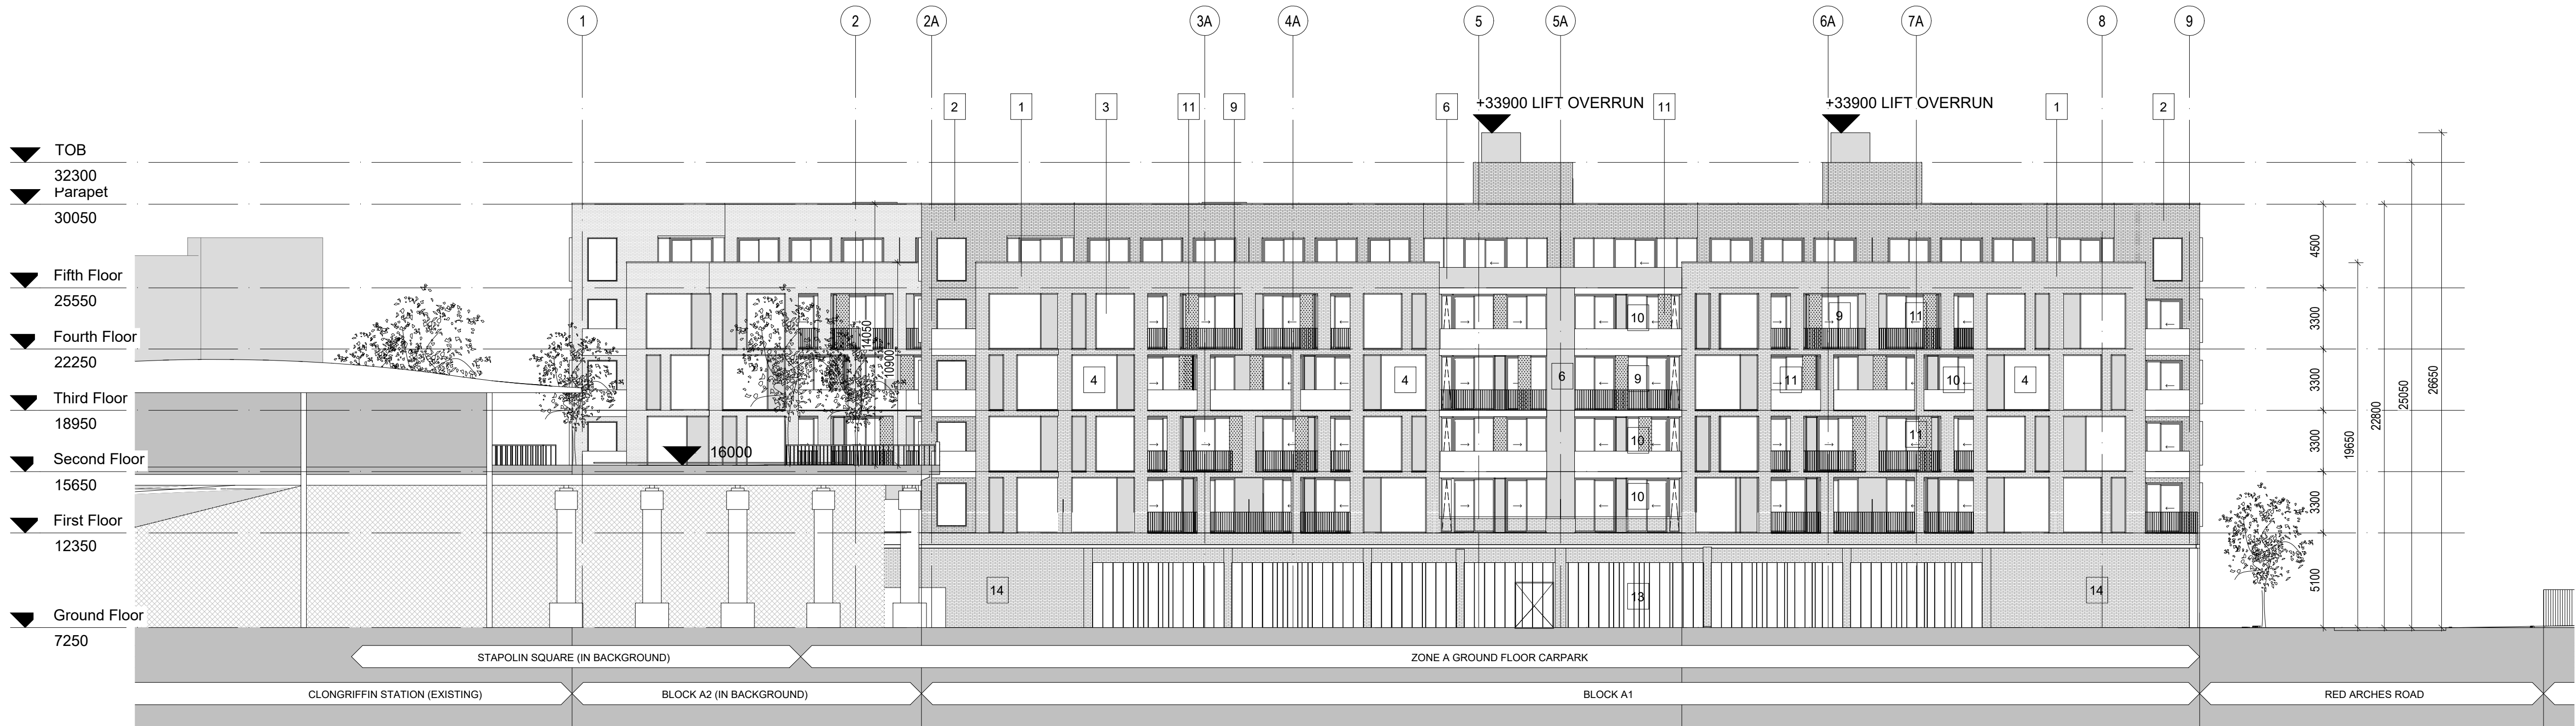 1
2
2A
3A
4A
5
5A
6A
7A
8
9
2
1
3
11
9
6
+33900 LIFT OVERRUN
11
+33900 LIFT OVERRUN
1
2
TOB
32300
Parapet
30050
Fifth Floor
25550
Fourth Floor
22250
Third Floor
18950
Second Floor
15650
First Floor
12350
Ground Floor
7250
14050
10900
16000
10
9
11
4
4
6
9
11
10
4
10
11
10
14
13
14
4500
3300
3300
3300
3300
5100
19650
22800
25050
26650
STAPOLIN SQUARE (IN BACKGROUND)
ZONE A GROUND FLOOR CARPARK
CLONGRIFFIN STATION (EXISTING)
BLOCK A2 (IN BACKGROUND)
BLOCK A1
RED ARCHES ROAD